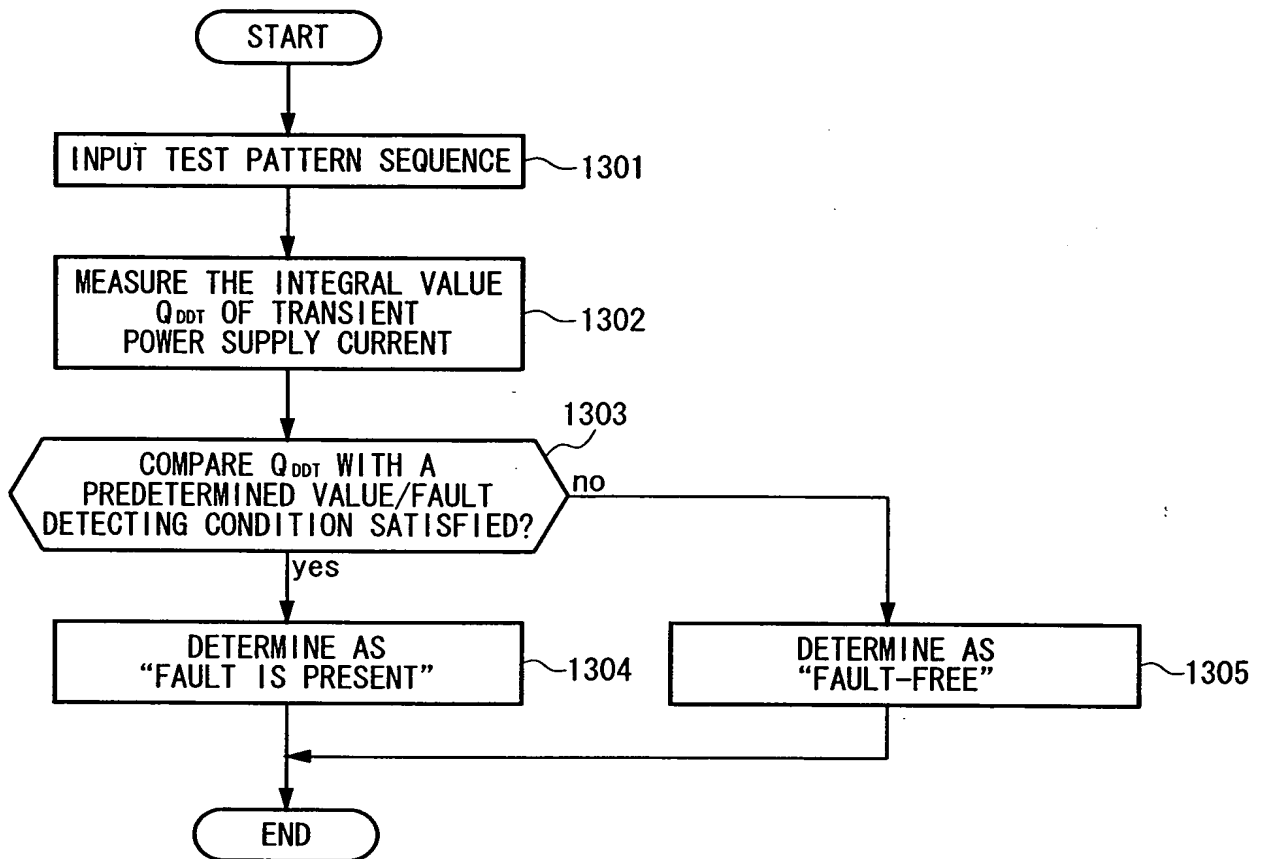 START
INPUT TEST PATTERN SEQUENCE
1301
MEASURE THE INTEGRAL VALUE
QDDT OF TRANSIENT
POWER SUPPLY CURRENT
1302
1303
COMPARE QDDT WITH A
PREDETERMINED VALUE/FAULT
DETECTING CONDITION SATISFIED?
no
yes
DETERMINE AS
“FAULT IS PRESENT”
1304
DETERMINE AS
“FAULT-FREE”
1305
END